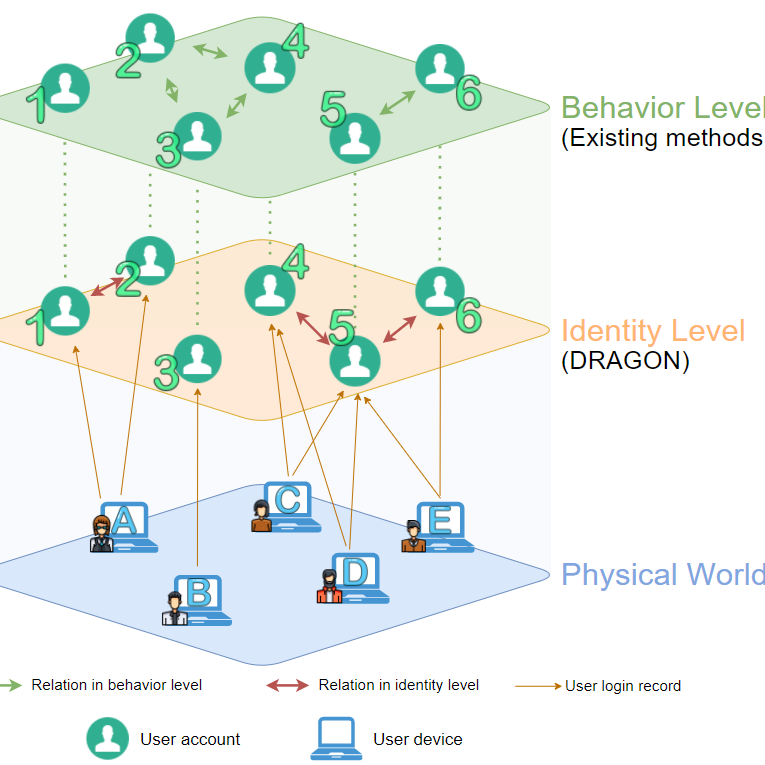 2
4
1
3
5
6
Behavior Level
(Existing methods
2
4
1
5
6
3
Identity Level
(DRAGON)
C
A
E
D
B
Physical World
Relation in behavior level
Relation in identity level
User login record
User account
User device